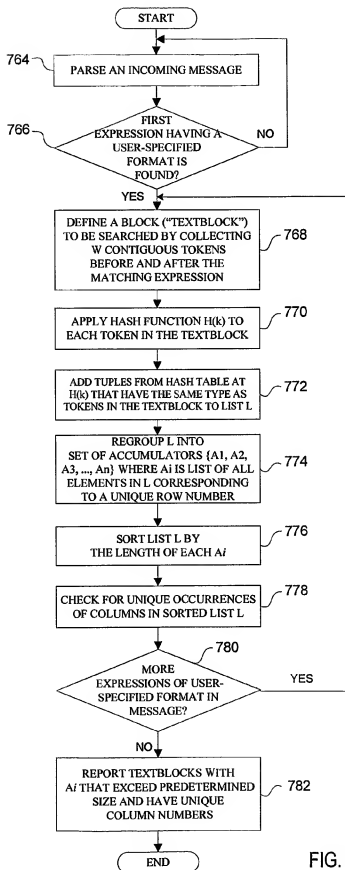 START
764
PARSE AN INCOMING MESSAGE
766
FIRST
EXPRESSION HAVING A
USER-SPECIFIED
FORMAT IS
FOUND?
NO
YES
DEFINE A BLOCK ("TEXTBLOCK")
TO BE SEARCHED BY COLLECTING
W CONTIGUOUS TOKENS
BEFORE AND AFTER THE
MATCHING EXPRESSION
768
APPLY HASH FUNCTION H(k) TO
EACH TOKEN IN THE TEXTBLOCK
770
ADD TUPLES FROM HASH TABLE AT
H(k) THAT HAVE THE SAME TYPE AS
TOKENS IN THE TEXTBLOCK TO LIST L
772
REGROUP L INTO
SET OF ACCUMULATORS {A1, A2,
A3, ..., An} WHERE Ai IS LIST OF ALL
ELEMENTS IN L CORRESPONDING
TO A UNIQUE ROW NUMBER
774
SORT LIST L BY
THE LENGTH OF EACH Ai
776
CHECK FOR UNIQUE OCCURRENCES
OF COLUMNS IN SORTED LIST L
778
780
MORE
EXPRESSIONS OF USER-
SPECIFIED FORMAT IN
MESSAGE?
YES
NO
REPORT TEXTBLOCKS WITH
Ai THAT EXCEED PREDETERMINED
SIZE AND HAVE UNIQUE
COLUMN NUMBERS
782
END
FIG.